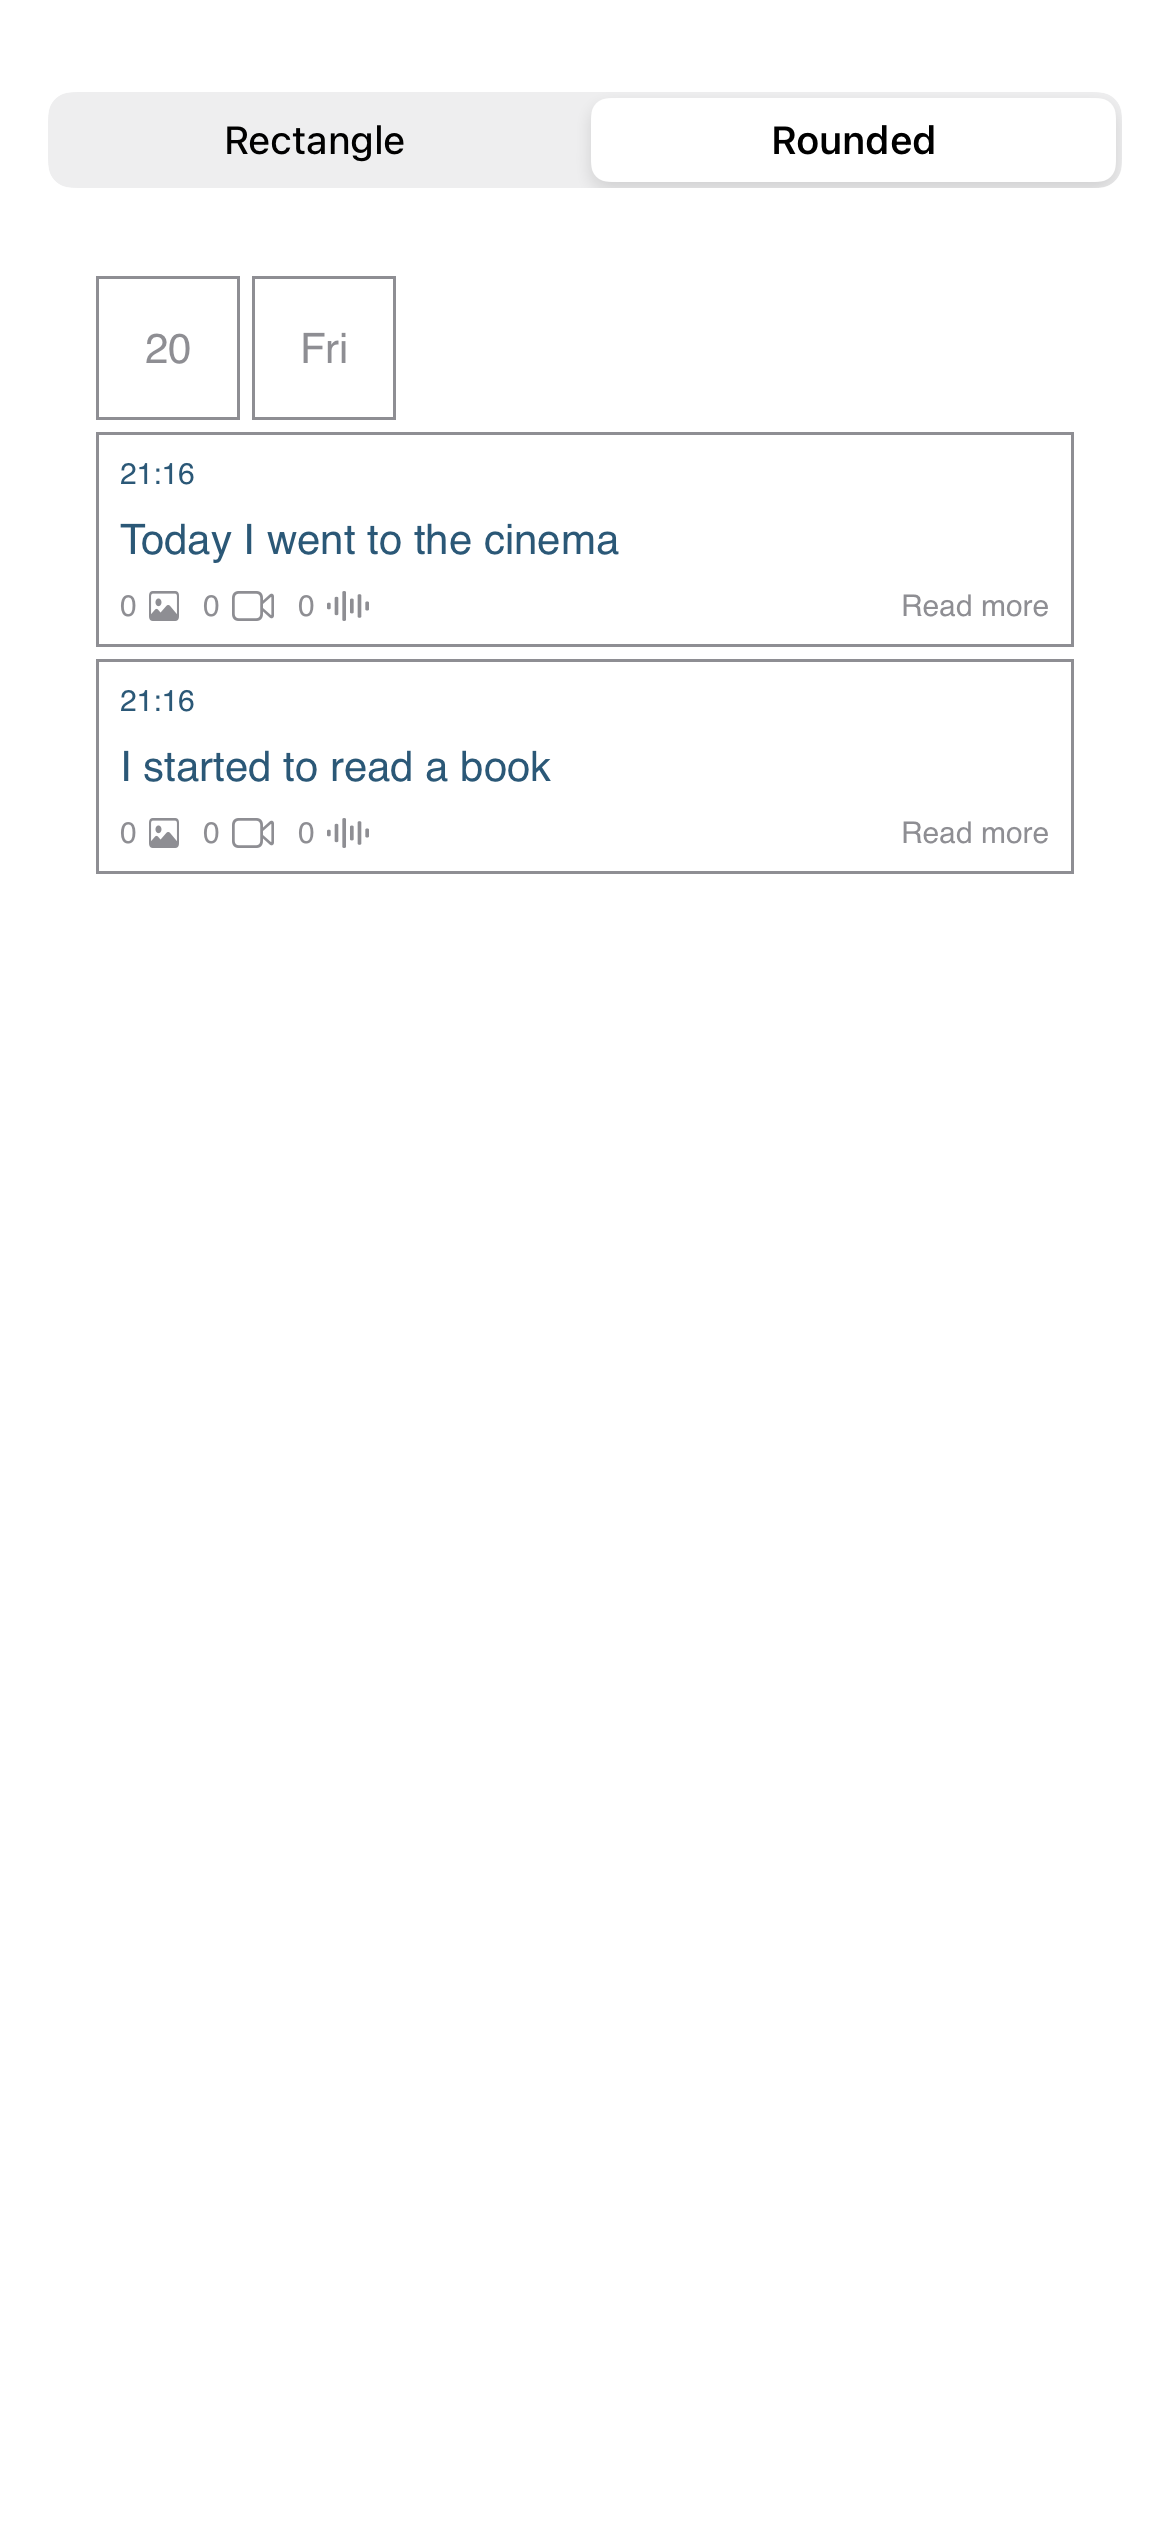 Rectangle Rounded
20 Fri
21:16
Today I went to the cinema
0 0 0 Read more
21:16
I started to read a book
0 0 0 Read more